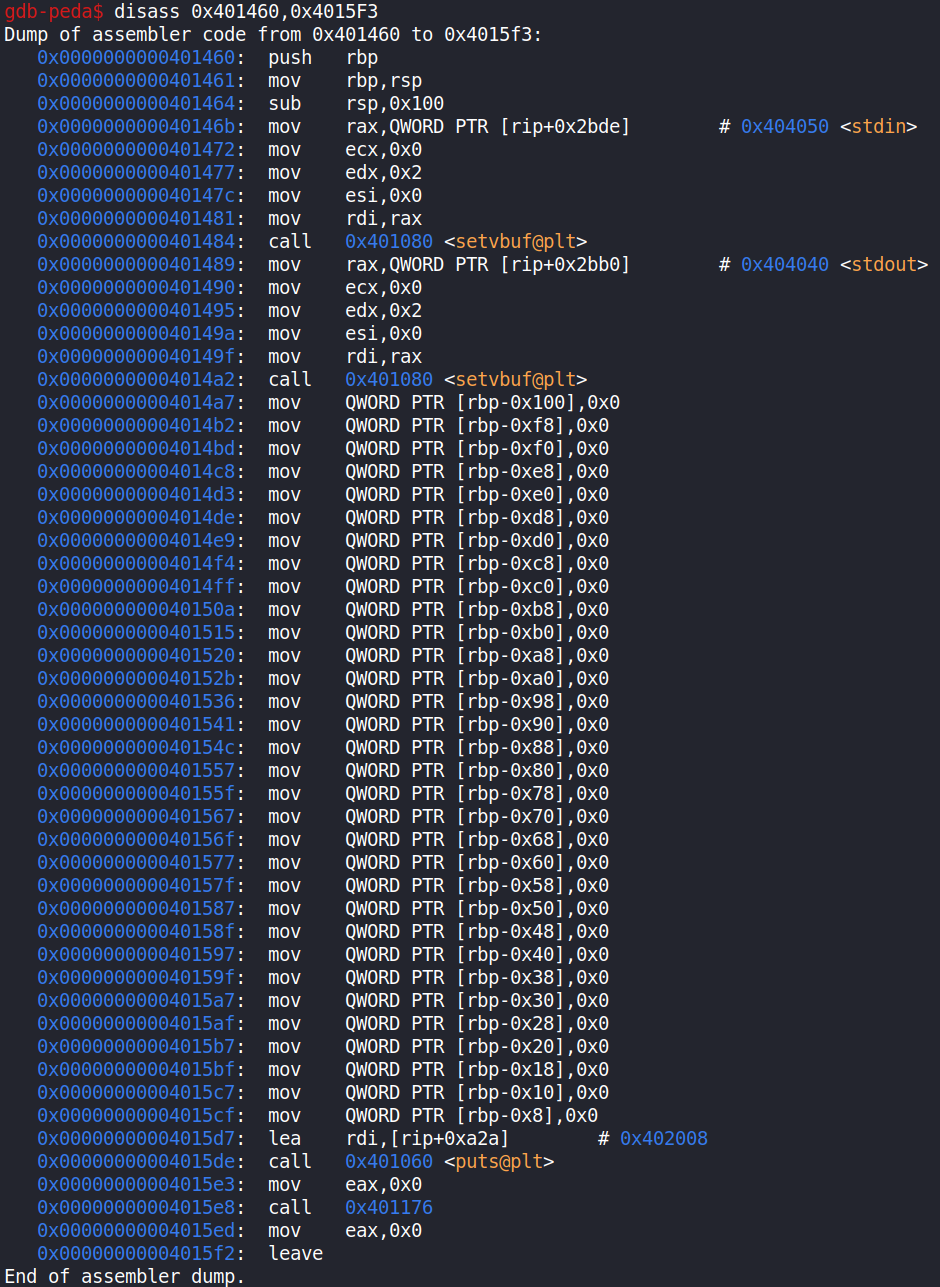 gdb-peda$ disass 0x401460,0x4015F3
Dump of assembler code from 0x401460 to 0x4015f3:
   0x0000000000401460:	push   rbp
   0x0000000000401461:	mov    rbp,rsp
   0x0000000000401464:	sub    rsp,0x100
   0x000000000040146b:	mov    rax,QWORD PTR [rip+0x2bde]        # 0x404050 <stdin>
   0x0000000000401472:	mov    ecx,0x0
   0x0000000000401477:	mov    edx,0x2
   0x000000000040147c:	mov    esi,0x0
   0x0000000000401481:	mov    rdi,rax
   0x0000000000401484:	call   0x401080 <setvbuf@plt>
   0x0000000000401489:	mov    rax,QWORD PTR [rip+0x2bb0]        # 0x404040 <stdout>
   0x0000000000401490:	mov    ecx,0x0
   0x0000000000401495:	mov    edx,0x2
   0x000000000040149a:	mov    esi,0x0
   0x000000000040149f:	mov    rdi,rax
   0x00000000004014a2:	call   0x401080 <setvbuf@plt>
   0x00000000004014a7:	mov    QWORD PTR [rbp-0x100],0x0
   0x00000000004014b2:	mov    QWORD PTR [rbp-0xf8],0x0
   0x00000000004014bd:	mov    QWORD PTR [rbp-0xf0],0x0
   0x00000000004014c8:	mov    QWORD PTR [rbp-0xe8],0x0
   0x00000000004014d3:	mov    QWORD PTR [rbp-0xe0],0x0
   0x00000000004014de:	mov    QWORD PTR [rbp-0xd8],0x0
   0x00000000004014e9:	mov    QWORD PTR [rbp-0xd0],0x0
   0x00000000004014f4:	mov    QWORD PTR [rbp-0xc8],0x0
   0x00000000004014ff:	mov    QWORD PTR [rbp-0xc0],0x0
   0x000000000040150a:	mov    QWORD PTR [rbp-0xb8],0x0
   0x0000000000401515:	mov    QWORD PTR [rbp-0xb0],0x0
   0x0000000000401520:	mov    QWORD PTR [rbp-0xa8],0x0
   0x000000000040152b:	mov    QWORD PTR [rbp-0xa0],0x0
   0x0000000000401536:	mov    QWORD PTR [rbp-0x98],0x0
   0x0000000000401541:	mov    QWORD PTR [rbp-0x90],0x0
   0x000000000040154c:	mov    QWORD PTR [rbp-0x88],0x0
   0x0000000000401557:	mov    QWORD PTR [rbp-0x80],0x0
   0x000000000040155f:	mov    QWORD PTR [rbp-0x78],0x0
   0x0000000000401567:	mov    QWORD PTR [rbp-0x70],0x0
   0x000000000040156f:	mov    QWORD PTR [rbp-0x68],0x0
   0x0000000000401577:	mov    QWORD PTR [rbp-0x60],0x0
   0x000000000040157f:	mov    QWORD PTR [rbp-0x58],0x0
   0x0000000000401587:	mov    QWORD PTR [rbp-0x50],0x0
   0x000000000040158f:	mov    QWORD PTR [rbp-0x48],0x0
   0x0000000000401597:	mov    QWORD PTR [rbp-0x40],0x0
   0x000000000040159f:	mov    QWORD PTR [rbp-0x38],0x0
   0x00000000004015a7:	mov    QWORD PTR [rbp-0x30],0x0
   0x00000000004015af:	mov    QWORD PTR [rbp-0x28],0x0
   0x00000000004015b7:	mov    QWORD PTR [rbp-0x20],0x0
   0x00000000004015bf:	mov    QWORD PTR [rbp-0x18],0x0
   0x00000000004015c7:	mov    QWORD PTR [rbp-0x10],0x0
   0x00000000004015cf:	mov    QWORD PTR [rbp-0x8],0x0
   0x00000000004015d7:	lea    rdi,[rip+0xa2a]        # 0x402008
   0x00000000004015de:	call   0x401060 <puts@plt>
   0x00000000004015e3:	mov    eax,0x0
   0x00000000004015e8:	call   0x401176
   0x00000000004015ed:	mov    eax,0x0
   0x00000000004015f2:	leave
End of assembler dump.